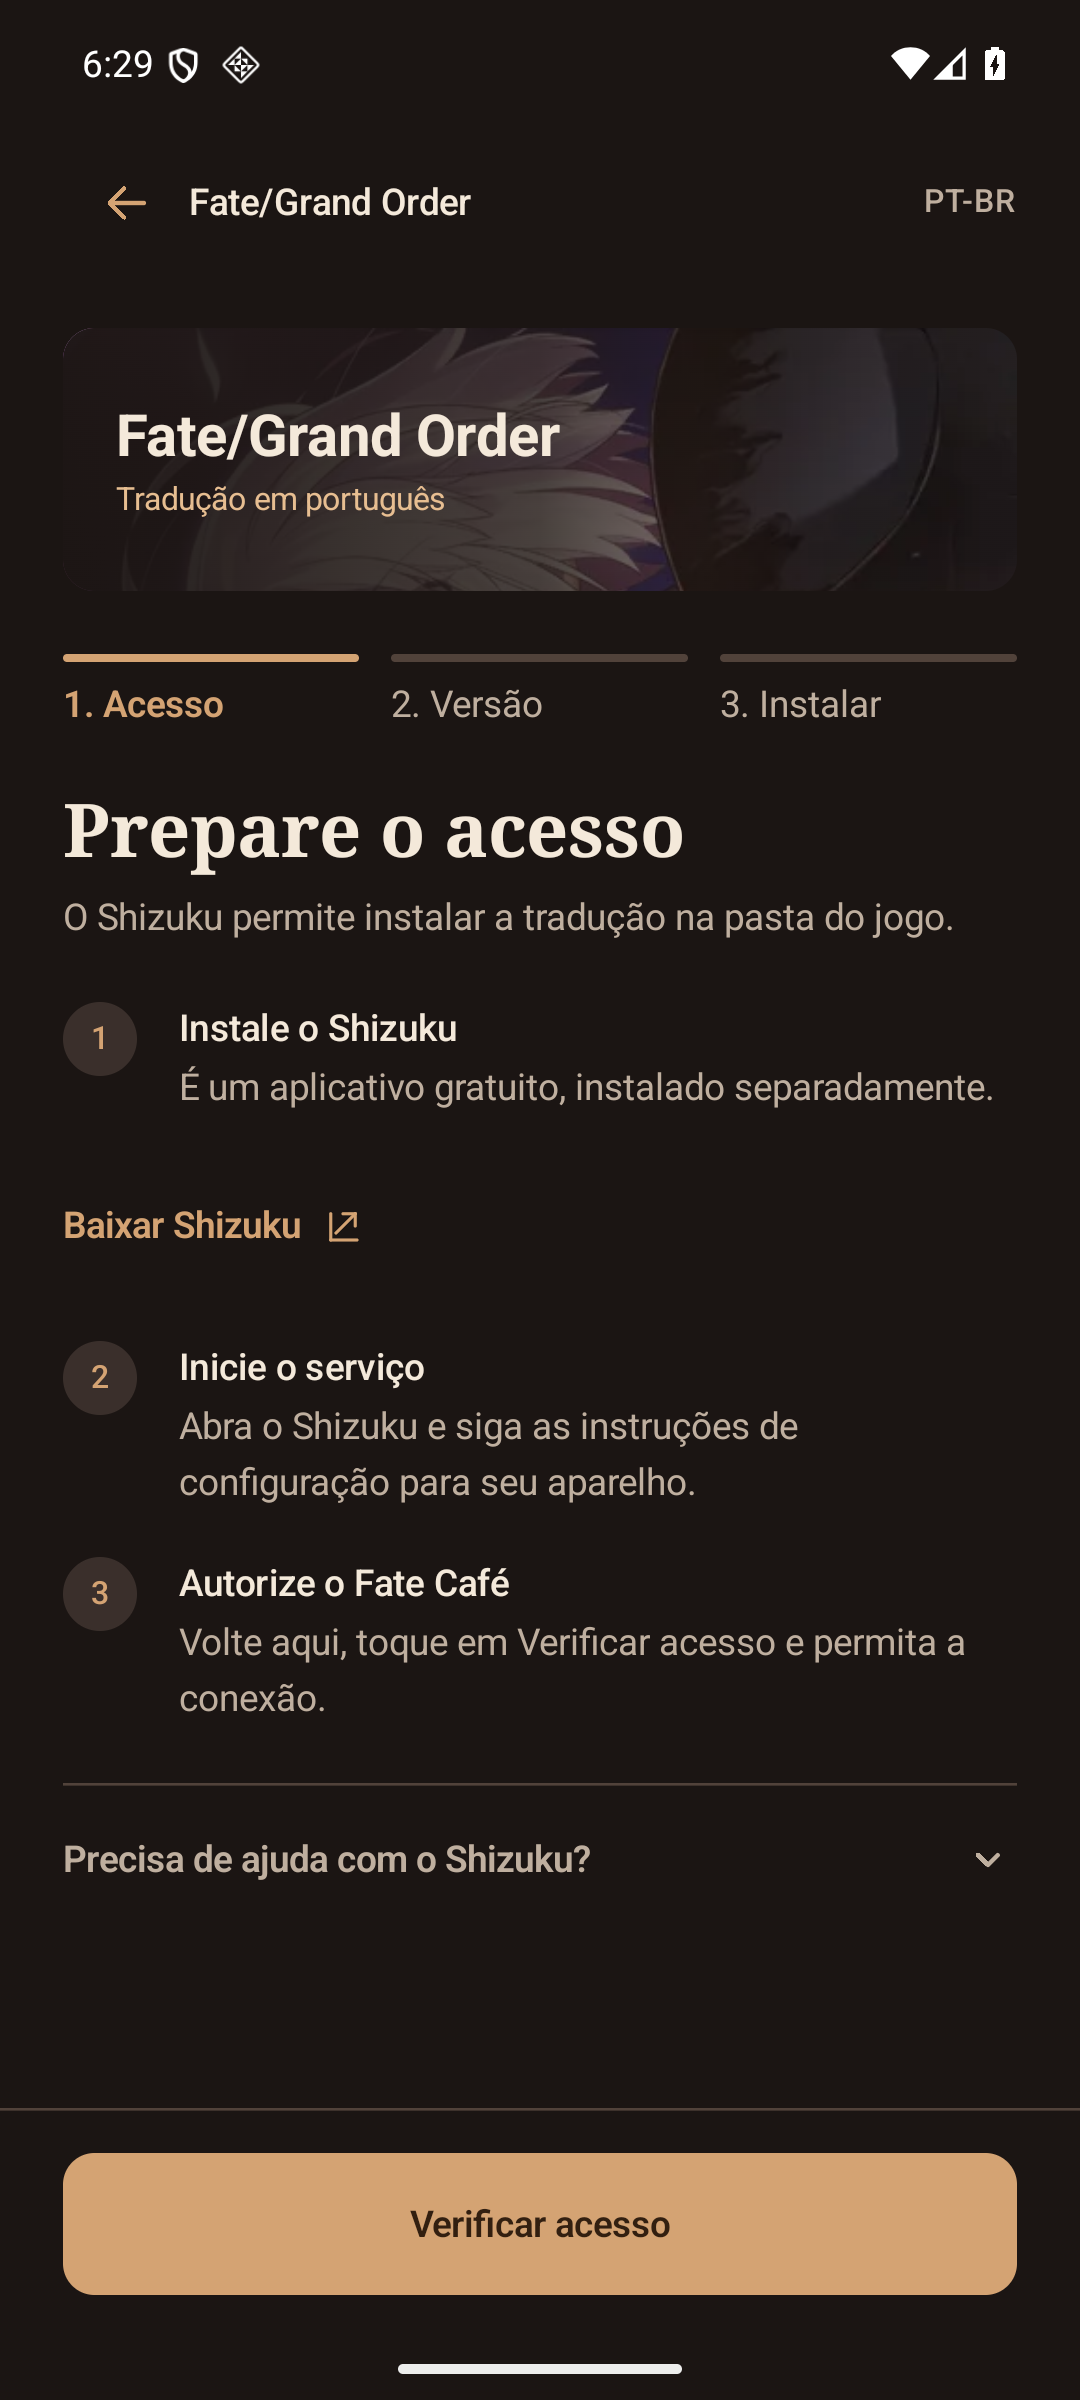 6:29
Fate/Grand Order
PT-BR
Fate/Grand Order
Tradução em português
1. Acesso
2. Versão
3. Instalar
Prepare o acesso
O Shizuku permite instalar a tradução na pasta do jogo.
1
Instale o Shizuku
É um aplicativo gratuito, instalado separadamente.
Baixar Shizuku
2
Inicie o serviço
Abra o Shizuku e siga as instruções de
configuração para seu aparelho.
3
Autorize o Fate Café
Volte aqui, toque em Verificar acesso e permita a
conexão.
Precisa de ajuda com o Shizuku?
Verificar acesso